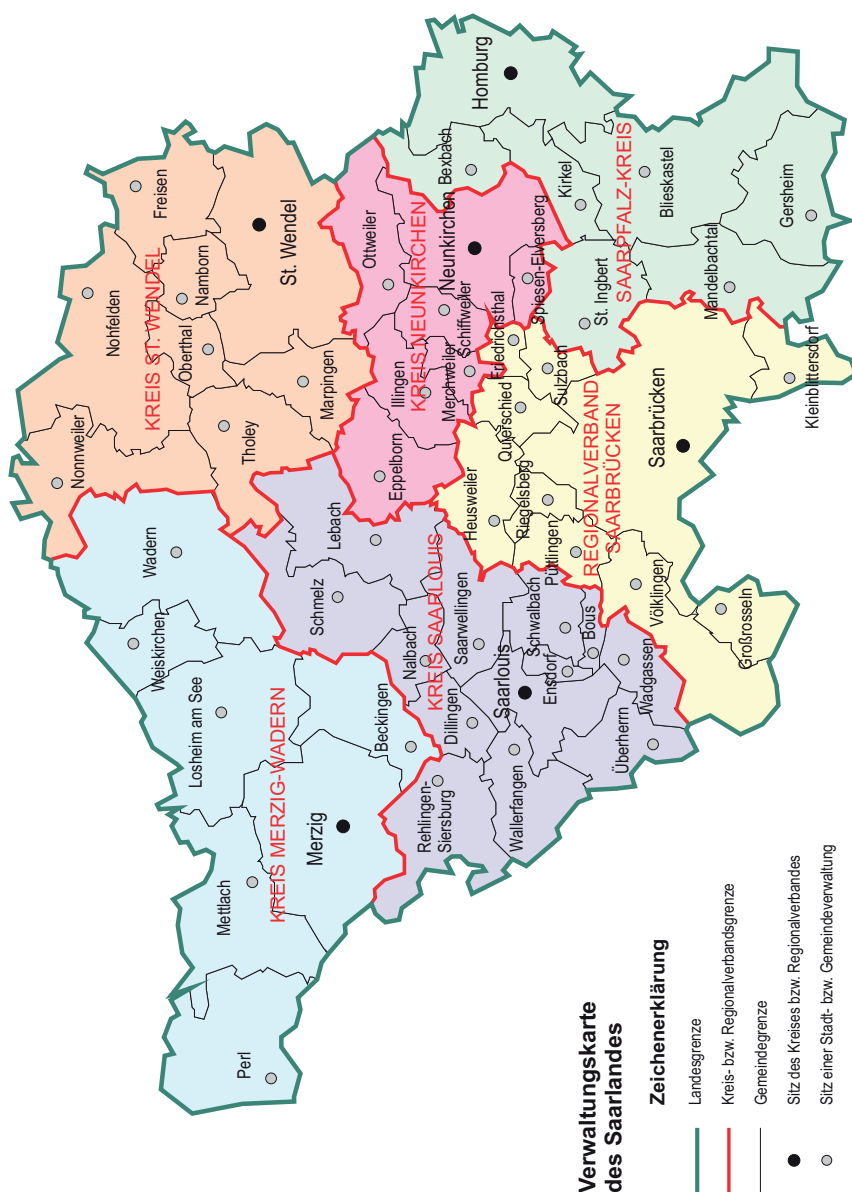 Verwaltungskarte
des Saarlandes
Zeichenerklärung
Landesgrenze
Kreis- bzw. Regionalverbandsgrenze
Gemeindegrenze
Sitz des Kreises bzw. Regionalverbandes
Sitz einer Stadt- bzw. Gemeindeverwaltung
KREIS MERZIG-WADERN
Perl
Mettlach
Merzig
Losheim am See
Weiskirchen
Wadern
Beckingen
KREIS ST. WENDEL
Nonnweiler
Nohfelden
Freisen
Namborn
Oberthal
Tholey
Marpingen
St. Wendel
KREIS SAARLOUIS
Rehlingen-
Siersburg
Wallerfangen
Dillingen
Nalbach
Schmelz
Lebach
Saarwellingen
Saarlouis
Schwalbach
Ensdorf
Bous
Wadgassen
Überherrn
KREIS NEUNKIRCHEN
Eppelborn
Illingen
Merchweiler
Schiffweiler
Ottweiler
Neunkirchen
Spiesen-Elversberg
REGIONALVERBAND
SAARBRÜCKEN
Heusweiler
Riegelsberg
Püttlingen
Quierschied
Friedrichsthal
Sulzbach
Völklingen
Großrosseln
Saarbrücken
Kleinblittersdorf
SAARPFALZ-KREIS
Homburg
Bexbach
Kirkel
St. Ingbert
Blieskastel
Mandelbachtal
Gersheim